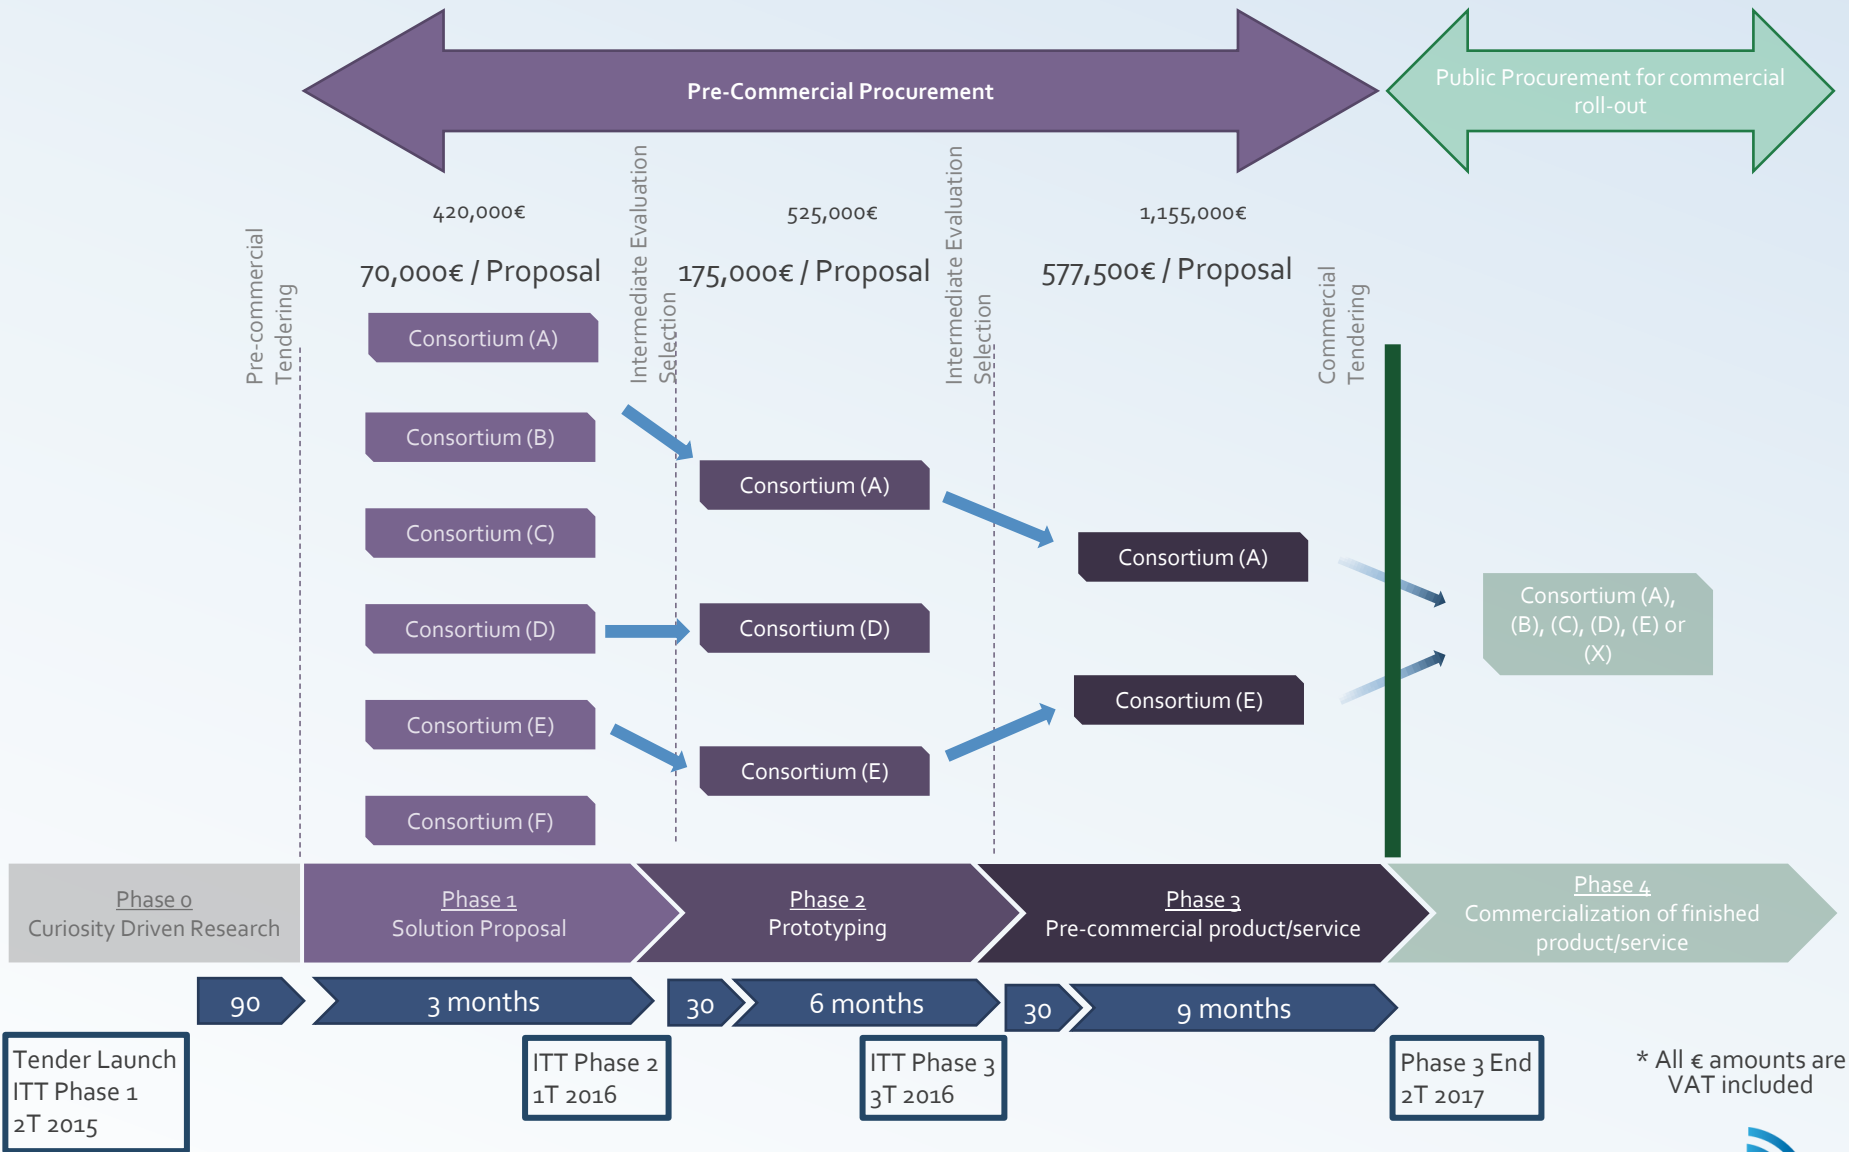 Pre-Commercial Procurement
Public Procurement for commercial
roll-out
Pre-commercial
Tendering
420,000€
70,000€ / Proposal
Intermediate Evaluation
Selection
525,000€
175,000€ / Proposal
Intermediate Evaluation
Selection
1,155,000€
577,500€ / Proposal
Commercial
Tendering
Consortium (A)
Consortium (B)
Consortium (C)
Consortium (D)
Consortium (E)
Consortium (F)
Consortium (A)
Consortium (D)
Consortium (E)
Consortium (A)
Consortium (E)
Consortium (A),
(B), (C), (D), (E) or
(X)
Phase 0
Curiosity Driven Research
Phase 1
Solution Proposal
Phase 2
Prototyping
Phase 3
Pre-commercial product/service
Phase 4
Commercialization of finished
product/service
90
3 months
30
6 months
30
9 months
Tender Launch
ITT Phase 1
2T 2015
ITT Phase 2
1T 2016
ITT Phase 3
3T 2016
Phase 3 End
2T 2017
* All € amounts are
VAT included